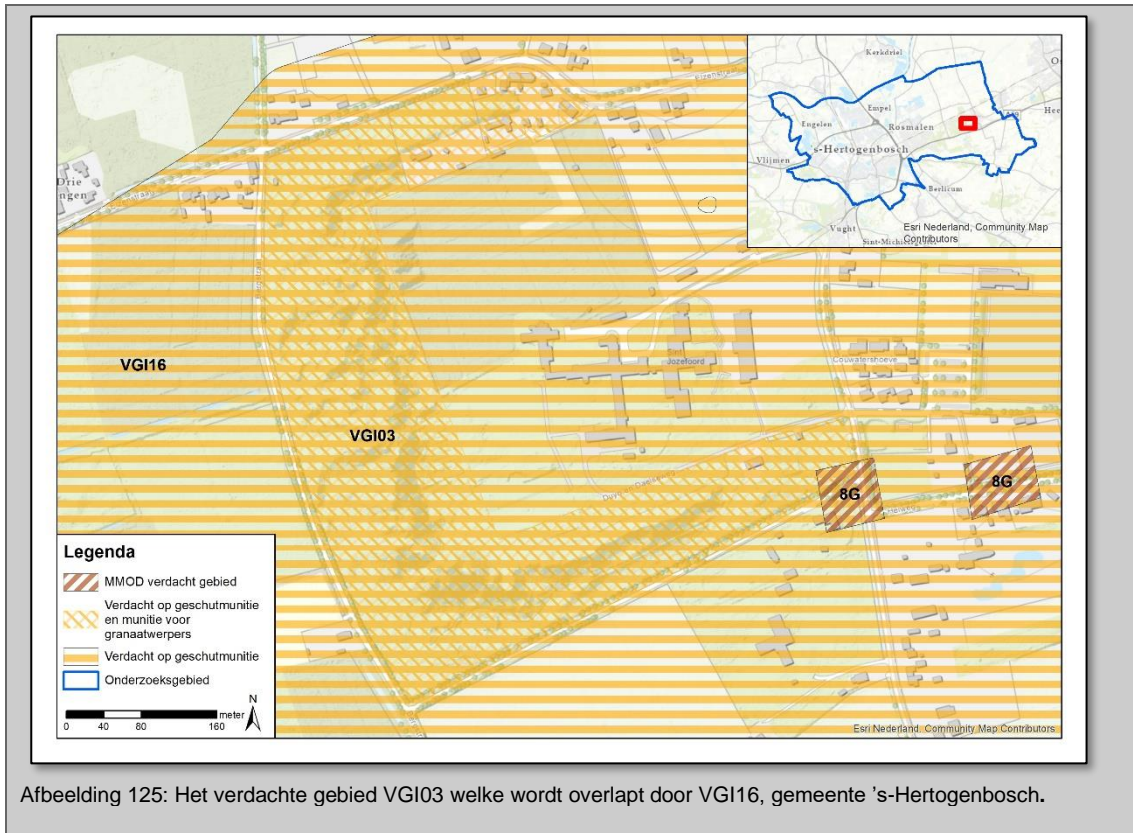 Kerkdriel
Empel
Engelen
Rosmalen
's-Hertogenbosch
Vlijmen
Berlicum
Vught
Esri Nederland, Community Map
Contributors
Drie
VGI16
VGI03
Jozefoord
Couwatershoeve
8G
8G
Legenda
MMOD verdacht gebied
Verdacht op geschutmunitie
en munitie voor
granaatwerpers
Verdacht op geschutmunitie
Onderzoeksgebied
N
meter
0 40 80 160
Esri Nederland, Community Map Contributors
Afbeelding 125: Het verdachte gebied VGI03 welke wordt overlapt door VGI16, gemeente ’s-Hertogenbosch.